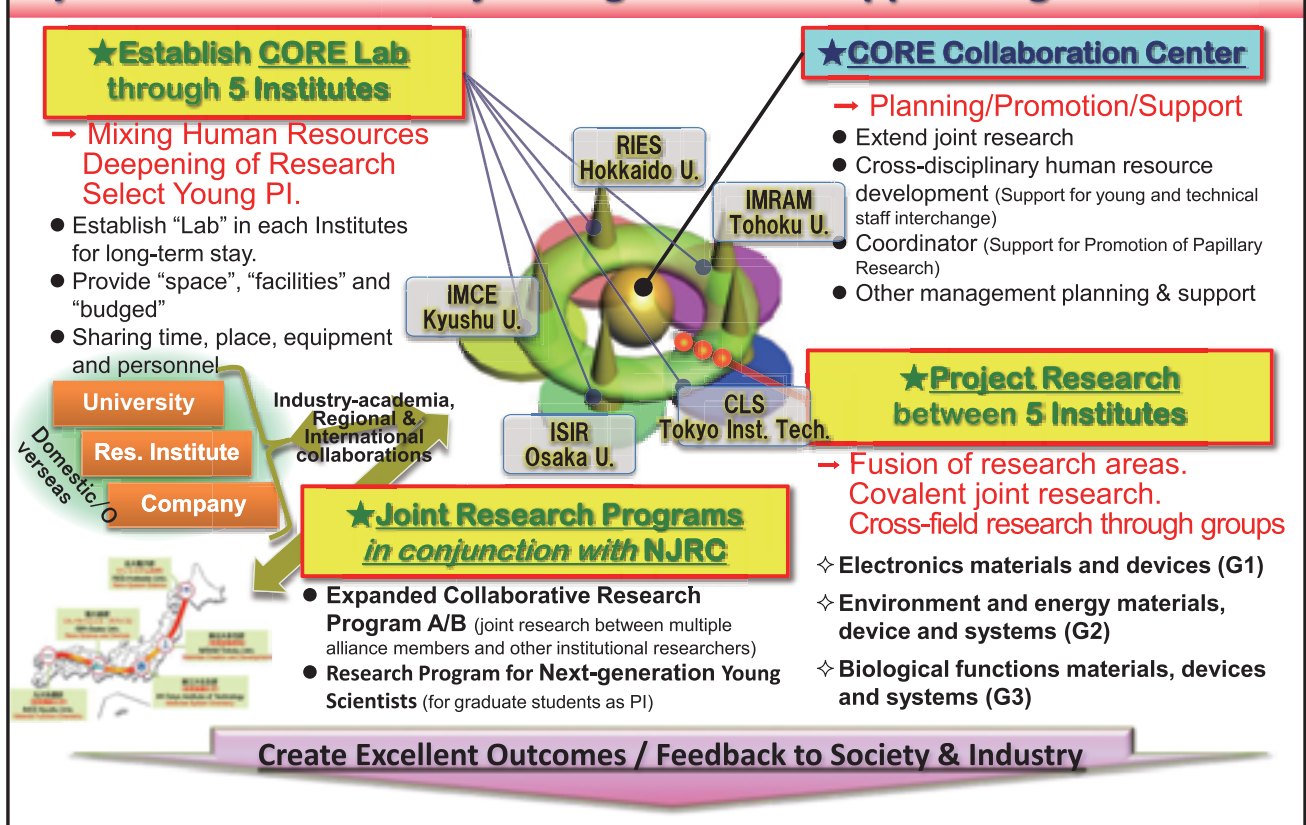 ★Establish CORE Lab
through 5 Institutes
→ Mixing Human Resources
Deepening of Research
Select Young PI.
● Establish “Lab” in each Institutes
for long-term stay.
● Provide “space”, “facilities” and
“budged”
● Sharing time, place, equipment
and personnel
University
Res. Institute
Company
Domestic/O
verseas
Industry-academia,
Regional &
International
collaborations
RIES
Hokkaido U.
IMRAM
Tohoku U.
IMCE
Kyushu U.
ISIR
Osaka U.
CLS
Tokyo Inst. Tech.
★CORE Collaboration Center
→ Planning/Promotion/Support
● Extend joint research
● Cross-disciplinary human resource
development (Support for young and technical
staff interchange)
● Coordinator (Support for Promotion of Papillary
Research)
● Other management planning & support
★Project Research
between 5 Institutes
→ Fusion of research areas.
Covalent joint research.
Cross-field research through groups
✧ Electronics materials and devices (G1)
✧ Environment and energy materials,
device and systems (G2)
✧ Biological functions materials, devices
and systems (G3)
★Joint Research Programs
in conjunction with NJRC
● Expanded Collaborative Research
Program A/B (joint research between multiple
alliance members and other institutional researchers)
● Research Program for Next-generation Young
Scientists (for graduate students as PI)
Create Excellent Outcomes / Feedback to Society & Industry